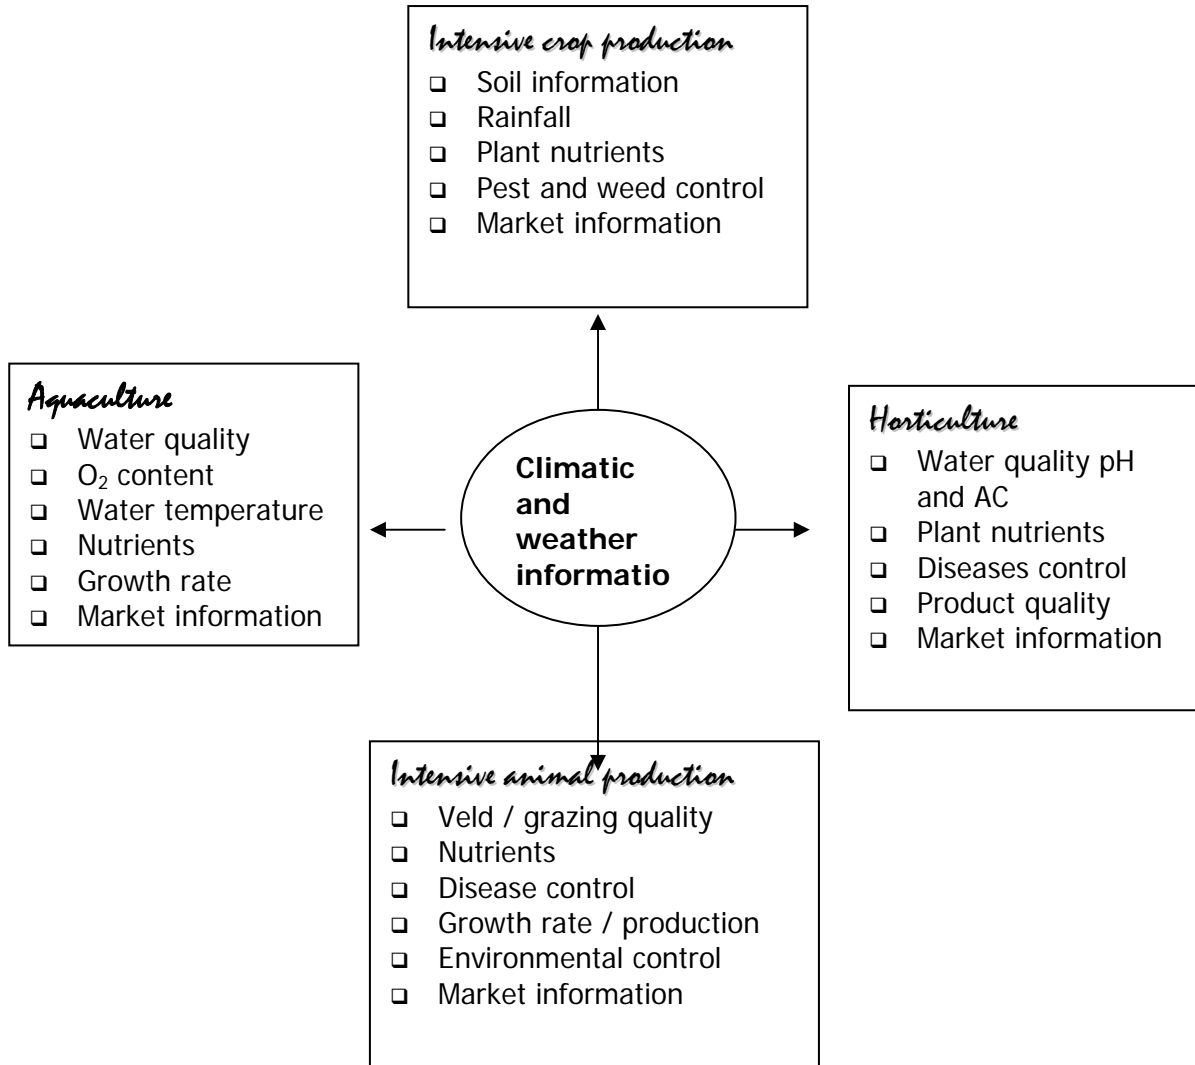 Intensive crop production
❑ Soil information
❑ Rainfall
❑ Plant nutrients
❑ Pest and weed control
❑ Market information
Aquaculture
❑ Water quality
❑ O₂ content
❑ Water temperature
❑ Nutrients
❑ Growth rate
❑ Market information
Climatic
and
weather
informatio
Horticulture
❑ Water quality pH
and AC
❑ Plant nutrients
❑ Diseases control
❑ Product quality
❑ Market information
Intensive animal production
❑ Veld / grazing quality
❑ Nutrients
❑ Disease control
❑ Growth rate / production
❑ Environmental control
❑ Market information